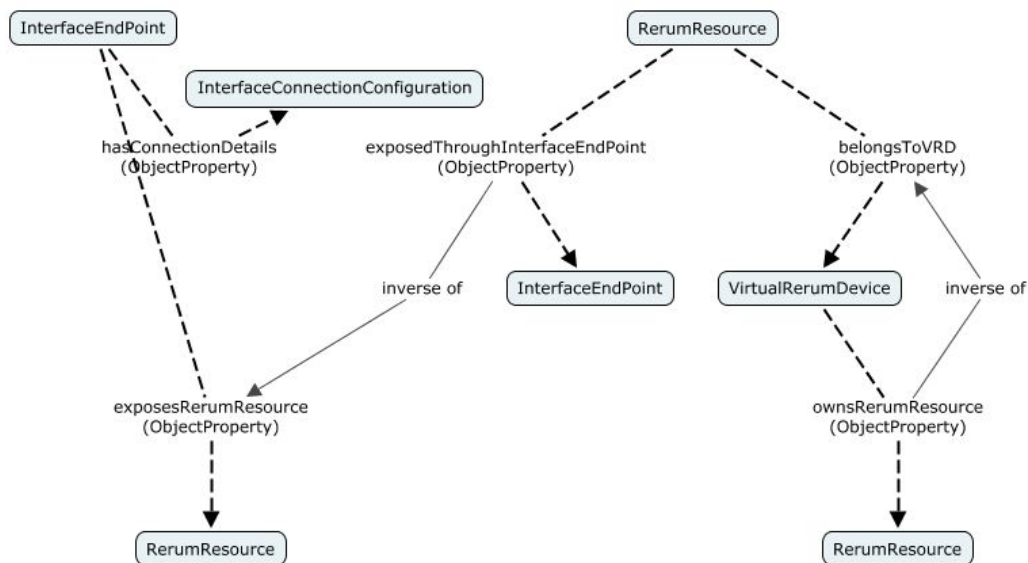 InterfaceEndPoint
RerumResource
InterfaceConnectionConfiguration
hasConnectionDetails
(ObjectProperty)
exposedThroughInterfaceEndPoint
(ObjectProperty)
belongsToVRD
(ObjectProperty)
inverse of
InterfaceEndPoint
VirtualRerumDevice
inverse of
exposesRerumResource
(ObjectProperty)
ownsRerumResource
(ObjectProperty)
RerumResource
RerumResource